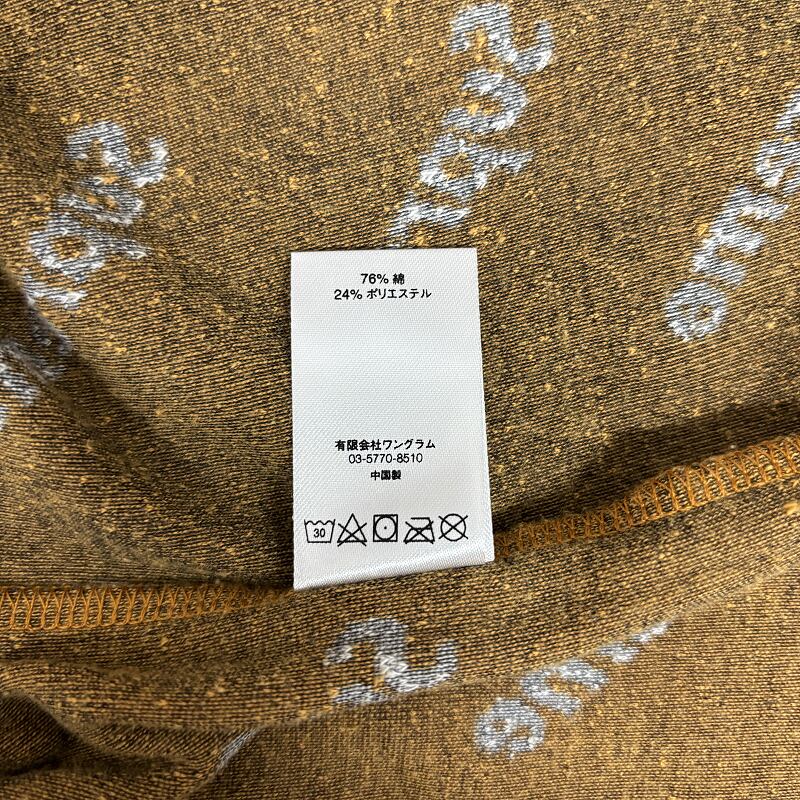 76% 綿
24% ポリエステル
有限会社ワングラム
03-5770-8510
中国製
30